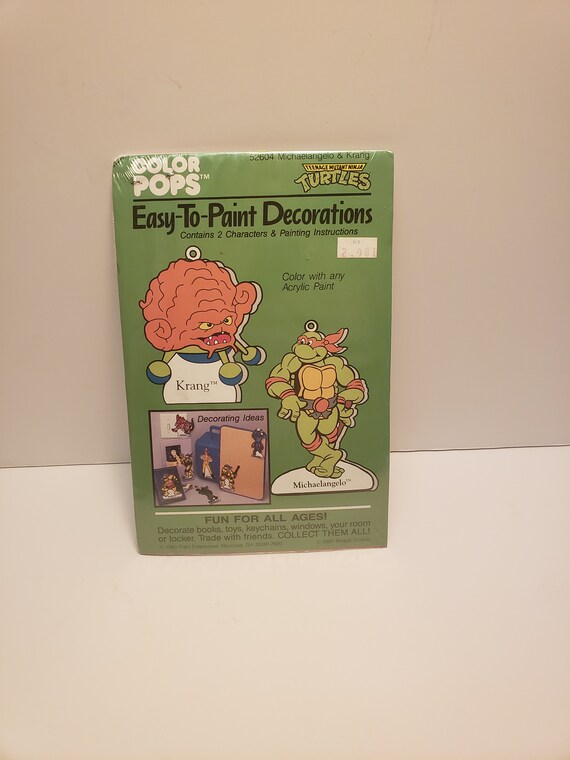 52604 Michaelangelo & Krang
COLOR
POPS™
TEENAGE MUTANT NINJA
TURTLES
Easy-To-Paint Decorations
Contains 2 Characters & Painting Instructions
Color with any
Acrylic Paint
Krang™
Decorating Ideas
Michaelangelo™
FUN FOR ALL AGES!
Decorate books, toys, keychains, windows, your room
or locker. Trade with friends. COLLECT THEM ALL!